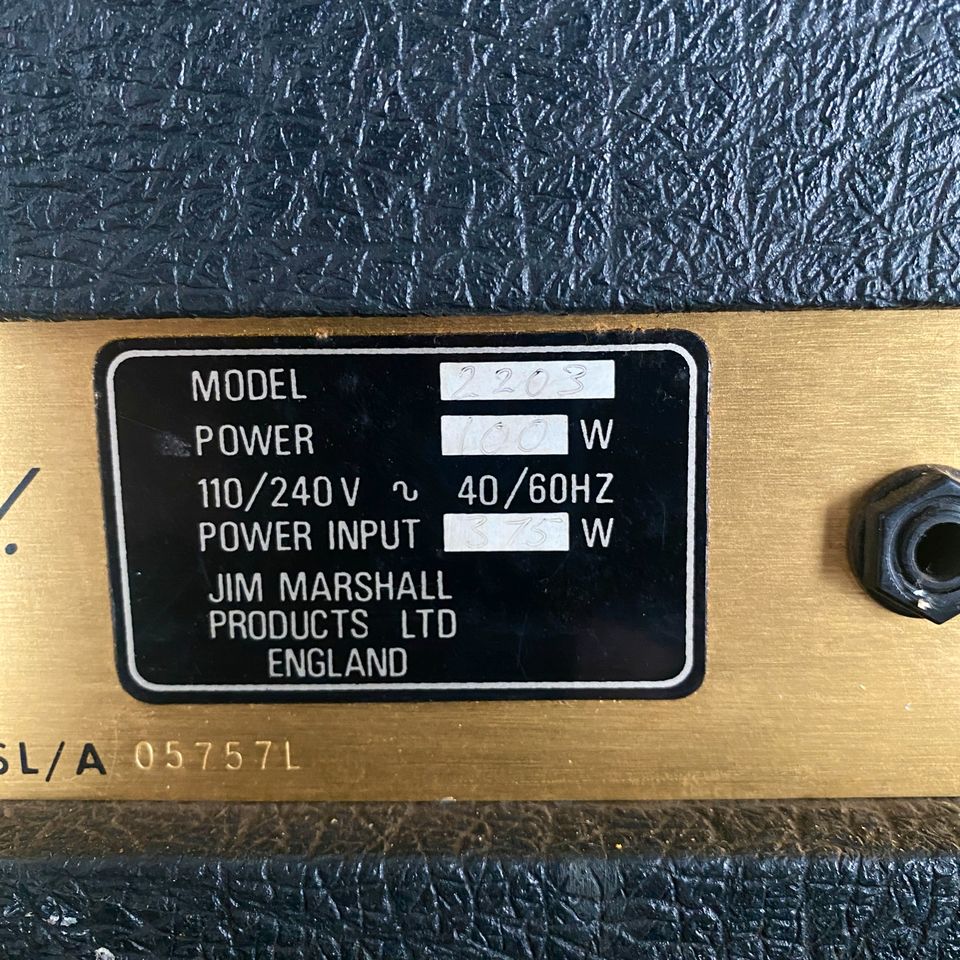 MODEL 2203
POWER 100 W
110/240V ~ 40/60HZ
POWER INPUT 375 W
JIM MARSHALL
PRODUCTS LTD
ENGLAND
SL/A 05757L